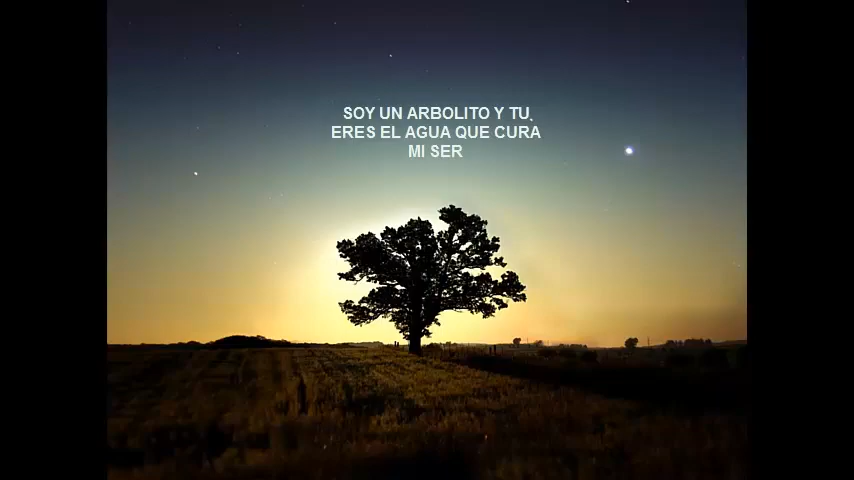 SOY UN ARBOLITO Y TU,
ERES EL AGUA QUE CURA
MI SER